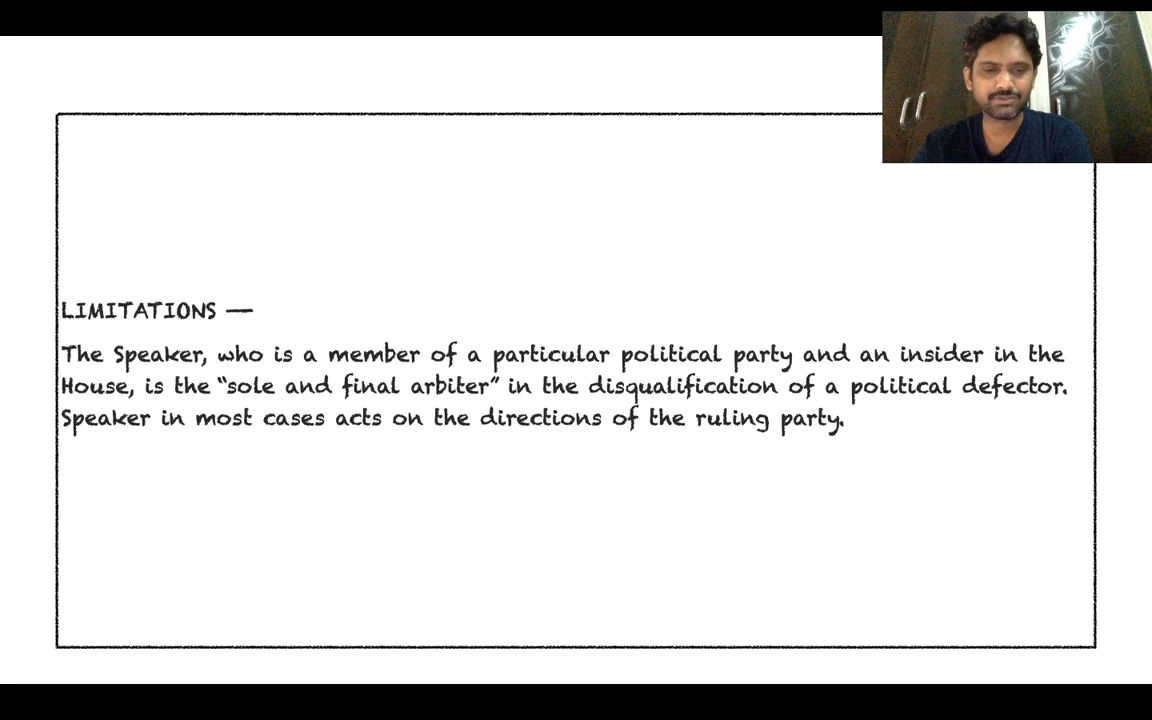 LIMITATIONS —
The Speaker, who is a member of a particular political party and an insider in the
House, is the “sole and final arbiter” in the disqualification of a political defector.
Speaker in most cases acts on the directions of the ruling party.